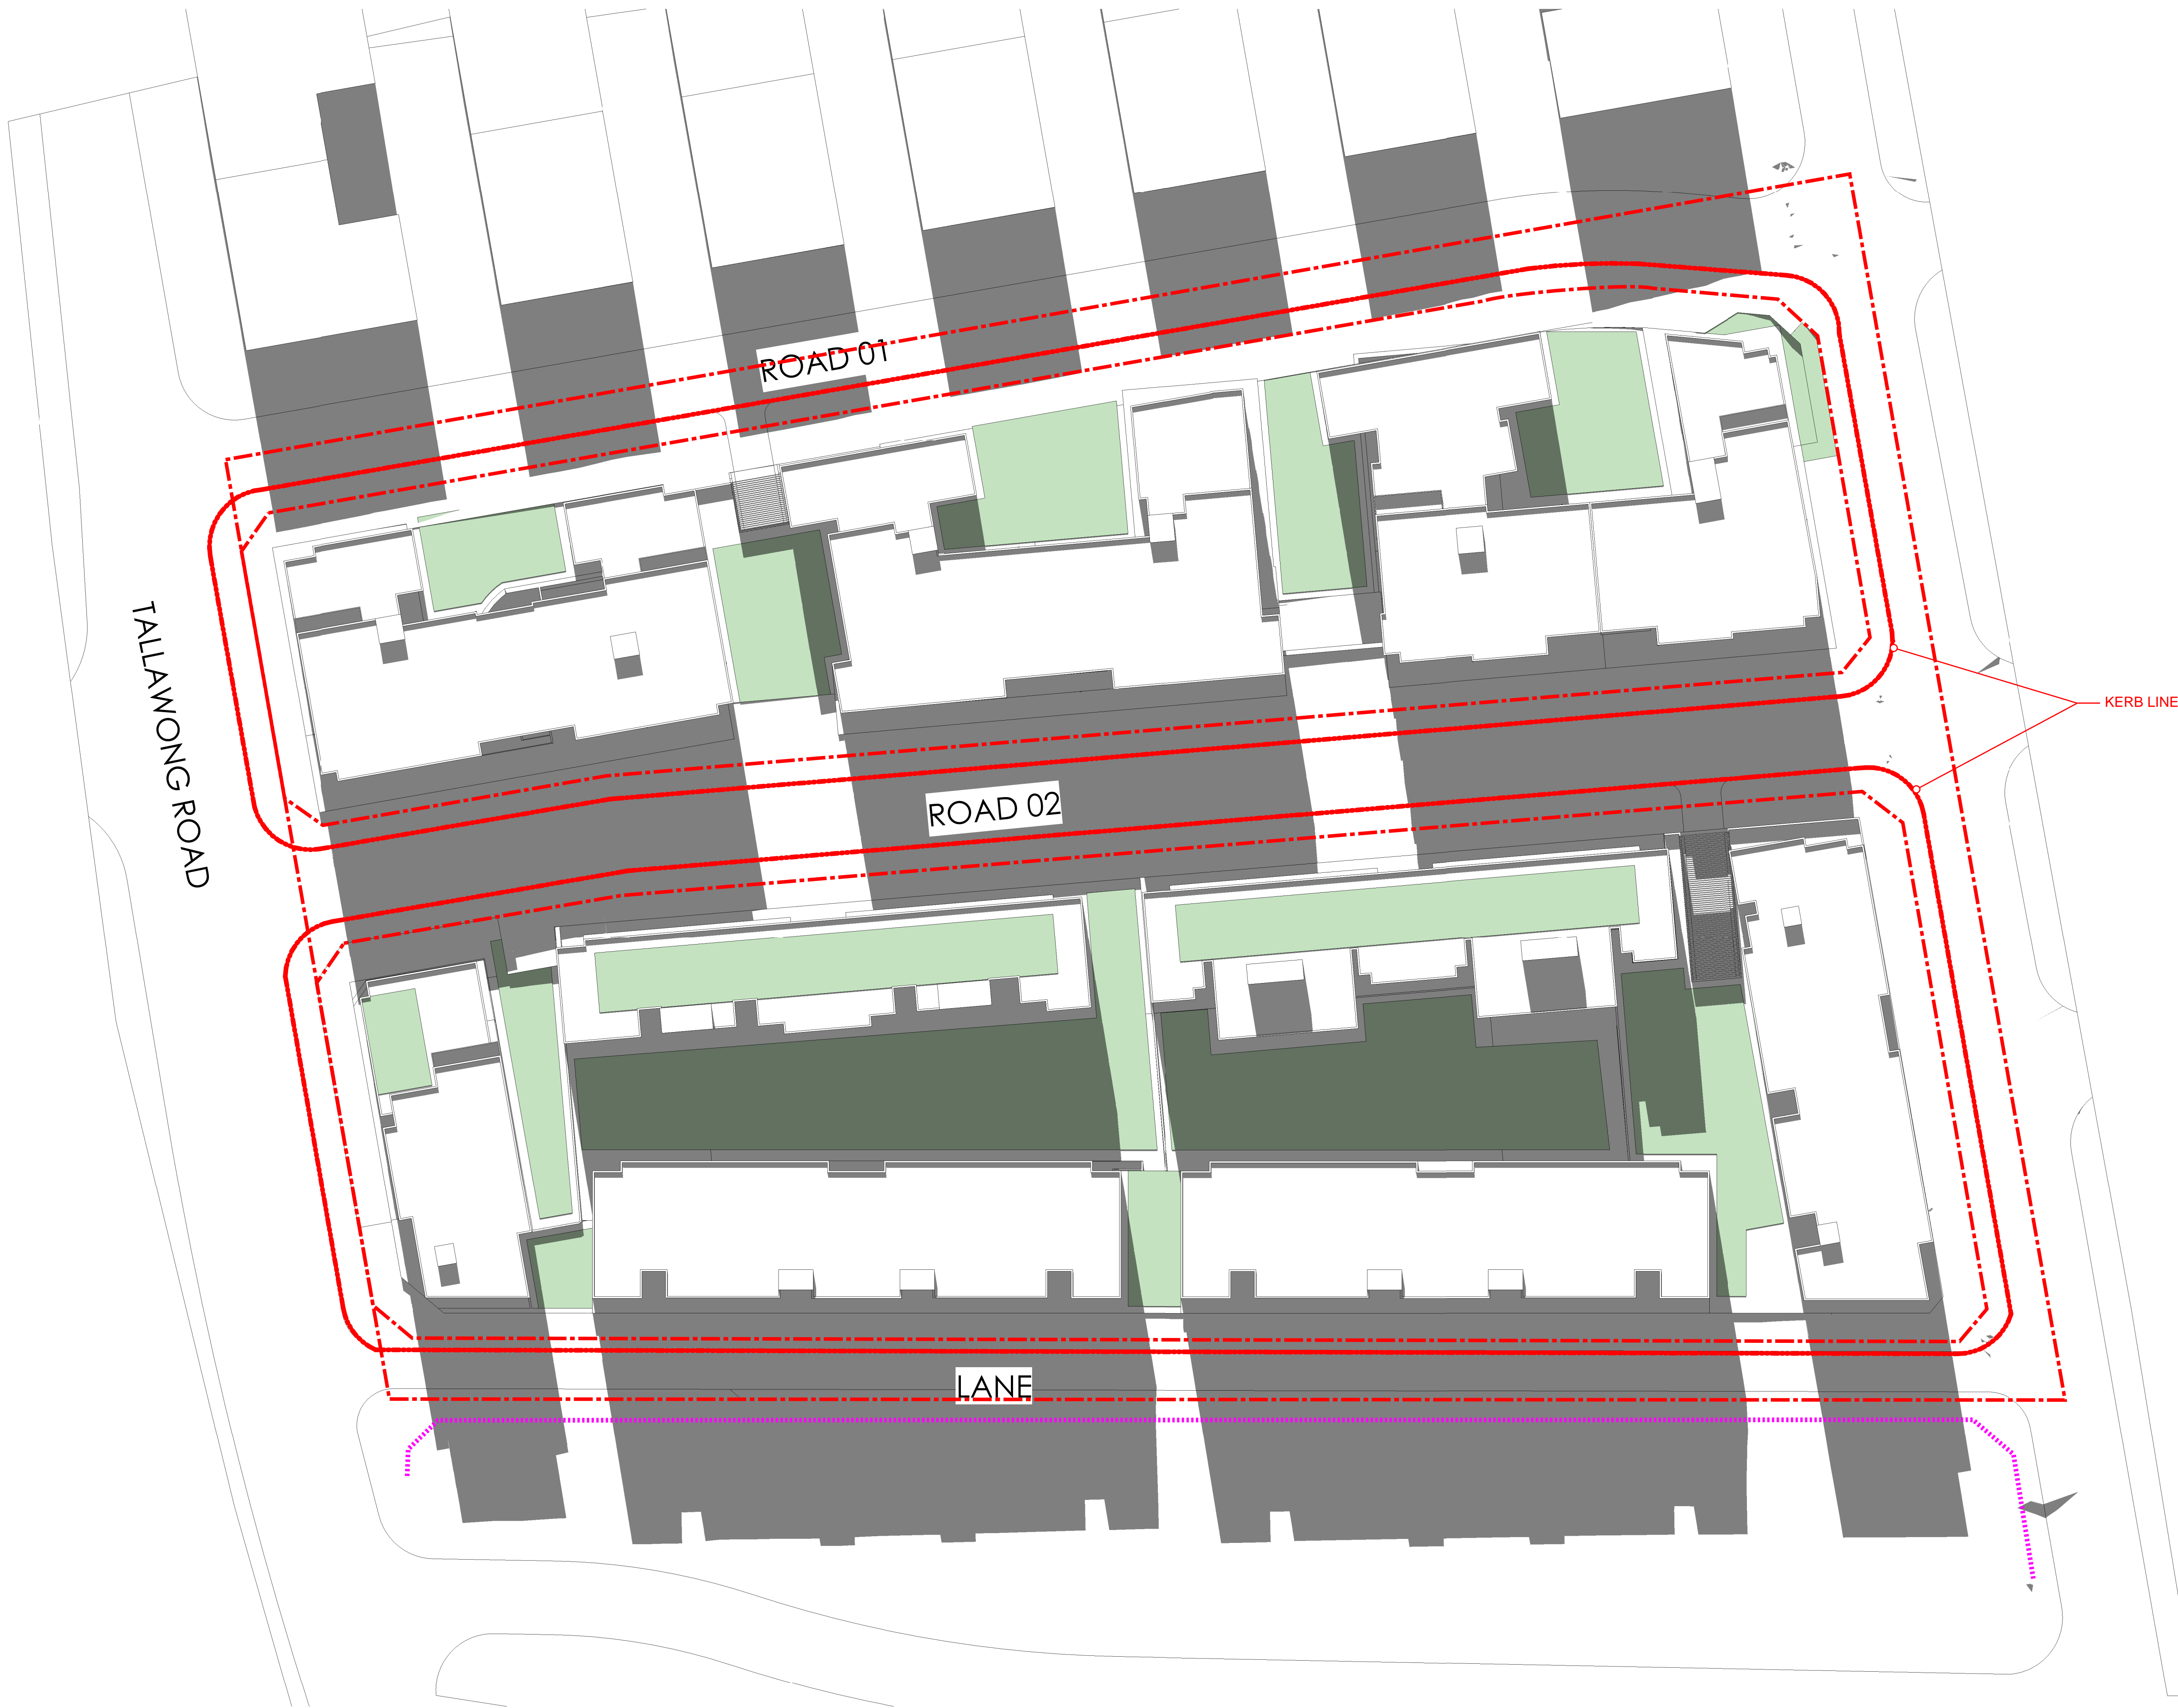 ROAD 01
TALLAWONG ROAD
KERB LINE
ROAD 02
LANE